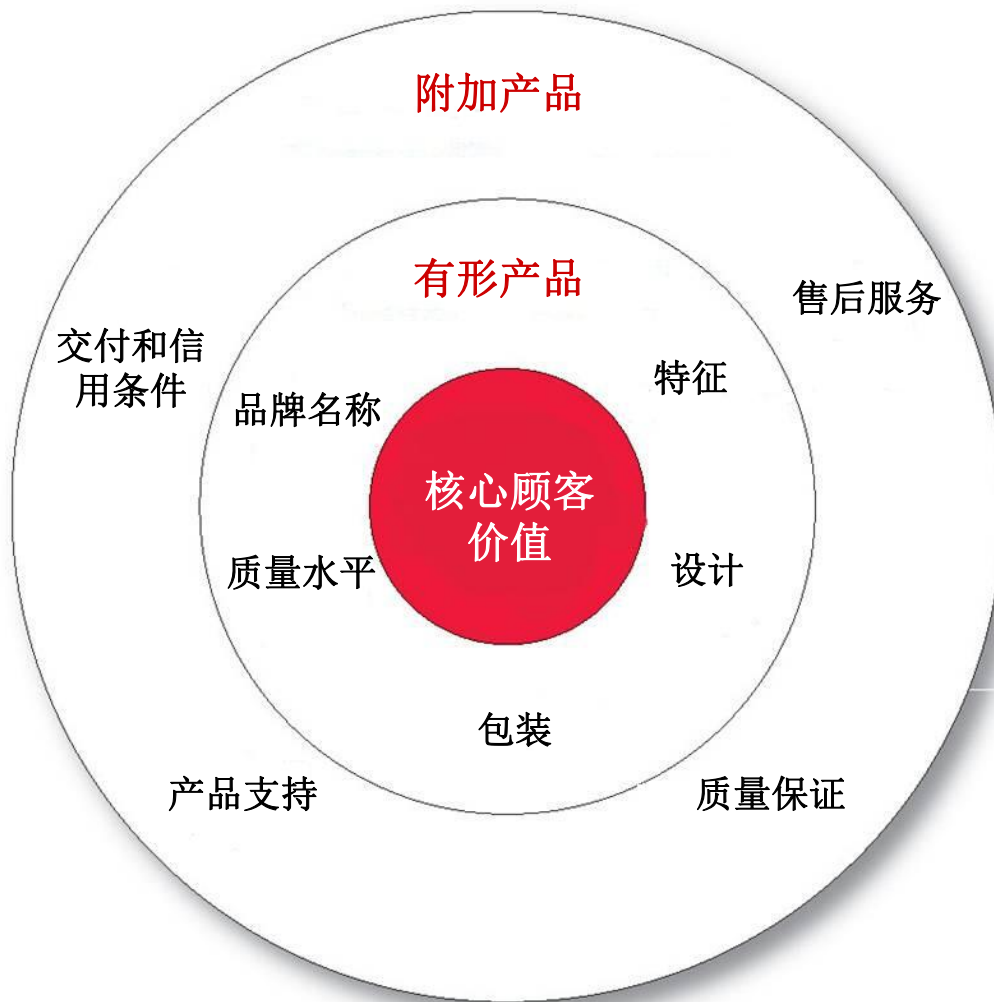 附加产品
有形产品
售后服务
交付和信
用条件
特征
品牌名称
核心顾客
价值
质量水平
设计
包装
产品支持
质量保证